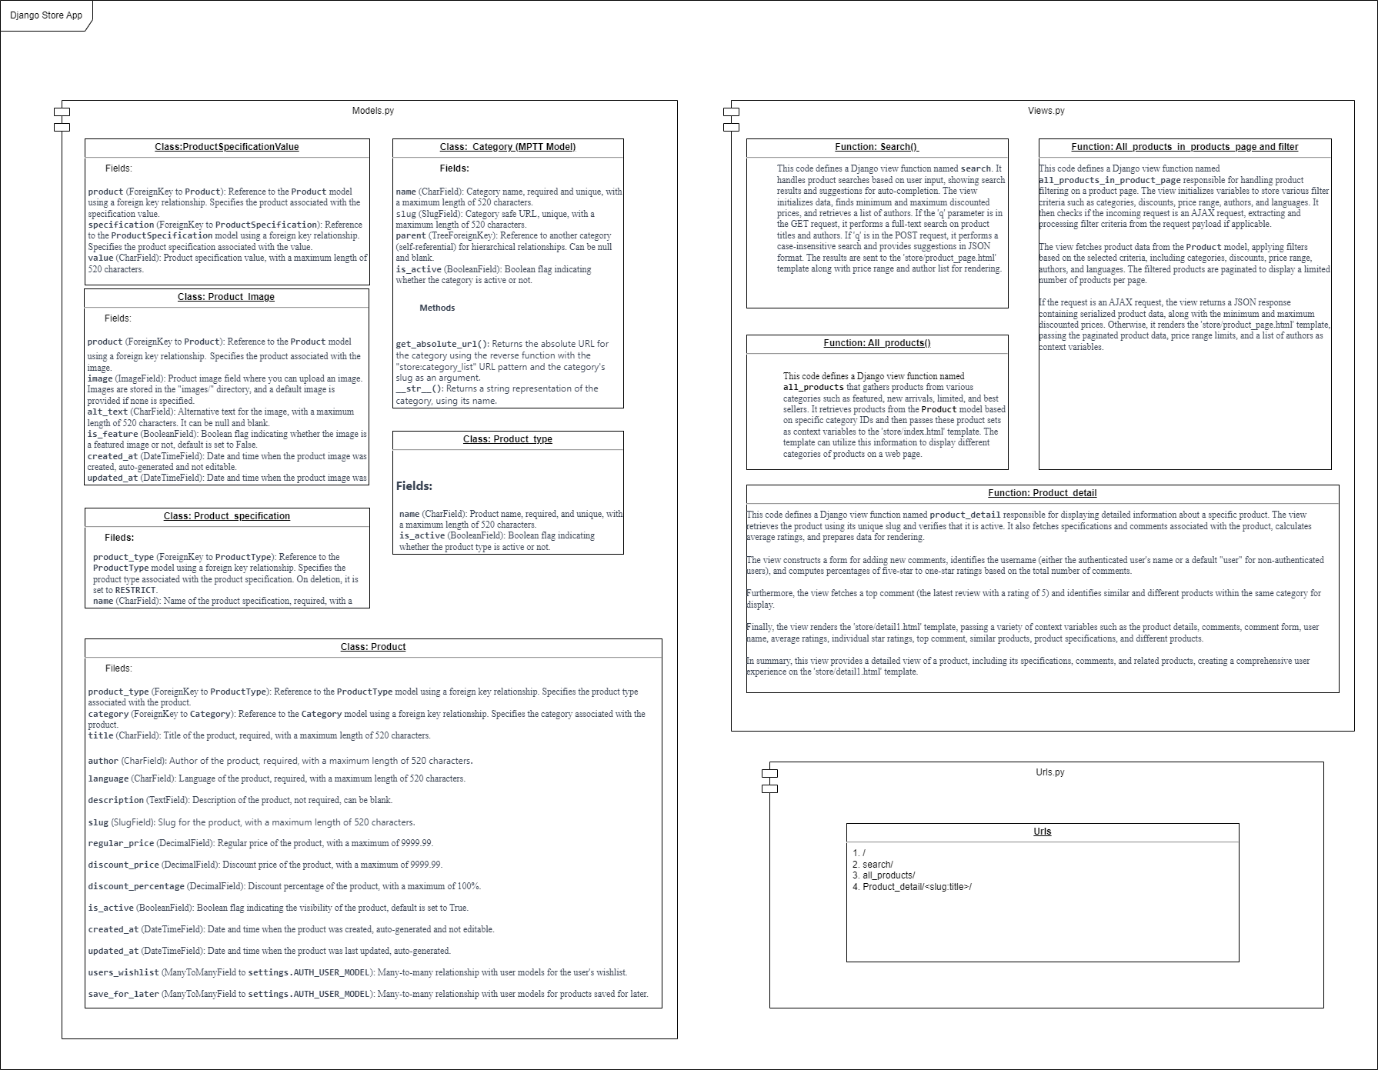 Django Store App
Models.py
Class:ProductSpecificationValue
Fields:
product (ForeignKey to Product): Reference to the Product model
using a foreign key relationship. Specifies the product associated with the
specification value.
specification (ForeignKey to ProductSpecification): Reference
to the ProductSpecification model using a foreign key relationship.
Specifies the product specification associated with the value.
value (CharField): Product specification value, with a maximum length of
520 characters.
Class: Product_Image
Fields:
product (ForeignKey to Product): Reference to the Product model
using a foreign key relationship. Specifies the product associated with the
image.
image (ImageField): Product image field where you can upload an image.
Images are stored in the "images/" directory, and a default image is
provided if none is specified.
alt_text (CharField): Alternative text for the image, with a maximum
length of 520 characters. It can be null and blank.
is_feature (BooleanField): Boolean flag indicating whether the image is
a featured image or not, default is set to False.
created_at (DateTimeField): Date and time when the product image was
created, auto-generated and not editable.
updated_at (DateTimeField): Date and time when the product image was
Class: Product_specification
Fileds:
product_type (ForeignKey to ProductType): Reference to the
ProductType model using a foreign key relationship. Specifies the
product type associated with the product specification. On deletion, it is
set to RESTRICT.
name (CharField): Name of the product specification, required, with a
Class: _Category (MPTT Model)
Fields:
name (CharField): Category name, required and unique, with
a maximum length of 520 characters.
slug (SlugField): Category safe URL, unique, with a
maximum length of 520 characters.
parent (TreeForeignKey): Reference to another category
(self-referential) for hierarchical relationships. Can be null
and blank.
is_active (BooleanField): Boolean flag indicating
whether the category is active or not.
Methods
get_absolute_url(): Returns the absolute URL for
the category using the reverse function with the
"store:category_list" URL pattern and the category's
slug as an argument.
__str__(): Returns a string representation of the
category, using its name.
Class: Product_type
Fields:
name (CharField): Product name, required, and unique, with
a maximum length of 520 characters.
is_active (BooleanField): Boolean flag indicating
whether the product type is active or not.
Class: Product
Fileds:
product_type (ForeignKey to ProductType): Reference to the ProductType model using a foreign key relationship. Specifies the product type
associated with the product.
category (ForeignKey to Category): Reference to the Category model using a foreign key relationship. Specifies the category associated with the
product.
title (CharField): Title of the product, required, with a maximum length of 520 characters.
author (CharField): Author of the product, required, with a maximum length of 520 characters.
language (CharField): Language of the product, required, with a maximum length of 520 characters.
description (TextField): Description of the product, not required, can be blank.
slug (SlugField): Slug for the product, with a maximum length of 520 characters.
regular_price (DecimalField): Regular price of the product, with a maximum of 9999.99.
discount_price (DecimalField): Discount price of the product, with a maximum of 9999.99.
discount_percentage (DecimalField): Discount percentage of the product, with a maximum of 100%.
is_active (BooleanField): Boolean flag indicating the visibility of the product, default is set to True.
created_at (DateTimeField): Date and time when the product was created, auto-generated and not editable.
updated_at (DateTimeField): Date and time when the product was last updated, auto-generated.
users_wishlist (ManyToManyField to settings.AUTH_USER_MODEL): Many-to-many relationship with user models for the user's wishlist.
save_for_later (ManyToManyField to settings.AUTH_USER_MODEL): Many-to-many relationship with user models for products saved for later.
Views.py
Function: Search()
This code defines a Django view function named search. It
handles product searches based on user input, showing search
results and suggestions for auto-completion. The view
initializes data, finds minimum and maximum discounted
prices, and retrieves a list of authors. If the 'q' parameter is in
the GET request, it performs a full-text search on product
titles and authors. If 'q' is in the POST request, it performs a
case-insensitive search and provides suggestions in JSON
format. The results are sent to the 'store/product_page.html'
template along with price range and author list for rendering.
Function: All_products()
This code defines a Django view function named
all_products that gathers products from various
categories such as featured, new arrivals, limited, and best
sellers. It retrieves products from the Product model based
on specific category IDs and then passes these product sets
as context variables to the 'store/index.html' template. The
template can utilize this information to display different
categories of products on a web page.
Function: All_products_in_products_page and filter
This code defines a Django view function named
all_products_in_product_page responsible for handling product
filtering on a product page. The view initializes variables to store various filter
criteria such as categories, discounts, price range, authors, and languages. It
then checks if the incoming request is an AJAX request, extracting and
processing filter criteria from the request payload if applicable.
The view fetches product data from the Product model, applying filters
based on the selected criteria, including categories, discounts, price range,
authors, and languages. The filtered products are paginated to display a limited
number of products per page.
If the request is an AJAX request, the view returns a JSON response
containing serialized product data, along with the minimum and maximum
discounted prices. Otherwise, it renders the 'store/product_page.html' template,
passing the paginated product data, price range limits, and a list of authors as
context variables.
Function: Product_detail
This code defines a Django view function named product_detail responsible for displaying detailed information about a specific product. The view
retrieves the product using its unique slug and verifies that it is active. It also fetches specifications and comments associated with the product, calculates
average ratings, and prepares data for rendering.
The view constructs a form for adding new comments, identifies the username (either the authenticated user's name or a default "user" for non-authenticated
users), and computes percentages of five-star to one-star ratings based on the total number of comments.
Furthermore, the view fetches a top comment (the latest review with a rating of 5) and identifies similar and different products within the same category for
display.
Finally, the view renders the 'store/detail1.html' template, passing a variety of context variables such as the product details, comments, comment form, user
name, average ratings, individual star ratings, top comment, similar products, product specifications, and different products.
In summary, this view provides a detailed view of a product, including its specifications, comments, and related products, creating a comprehensive user
experience on the 'store/detail1.html' template.
Urls.py
Urls
1. /
2. search/
3. all_products/
4. Product_detail/<slug:title>/